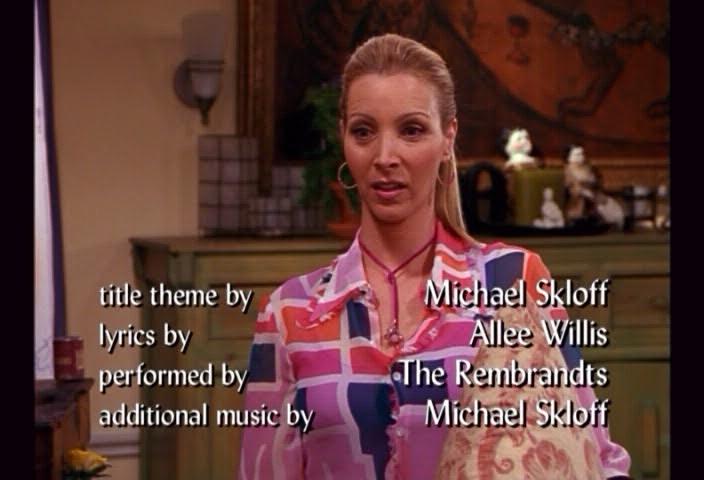 title theme by Michael Skloff
lyrics by Allee Willis
performed by The Rembrandts
additional music by Michael Skloff